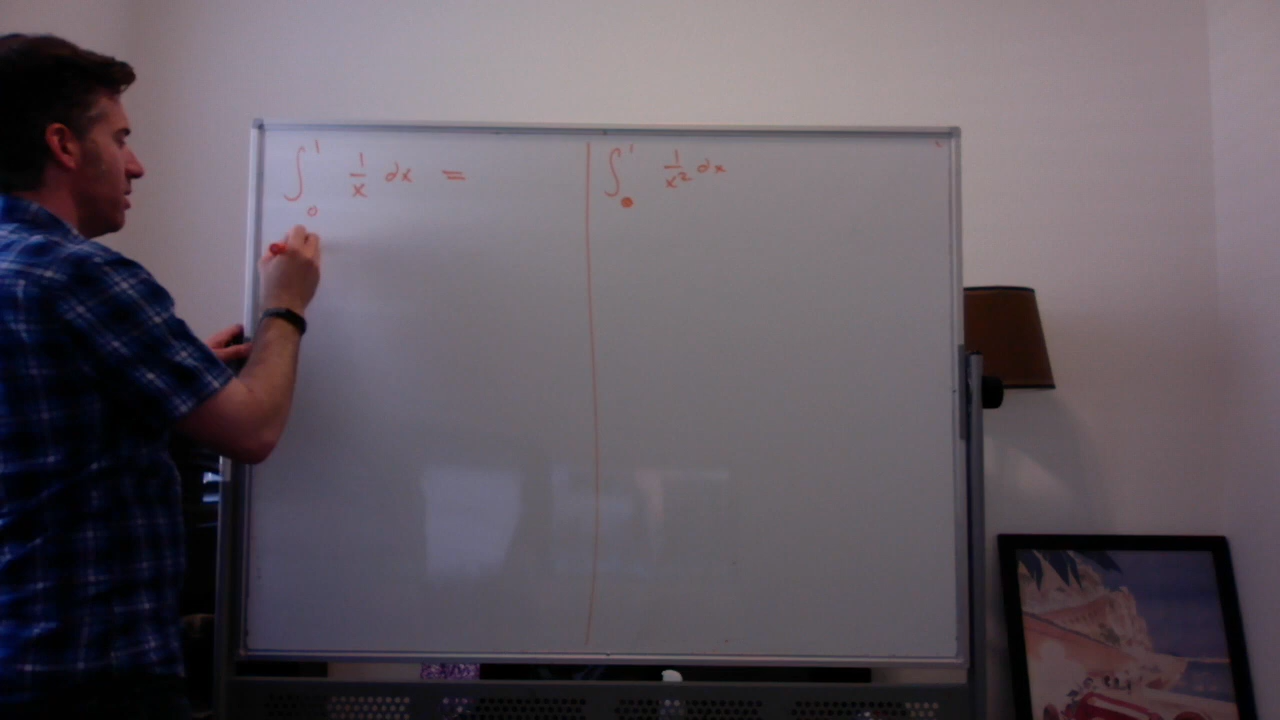 ∫₀¹ 1/x dx =
∫₀¹ 1/x² dx